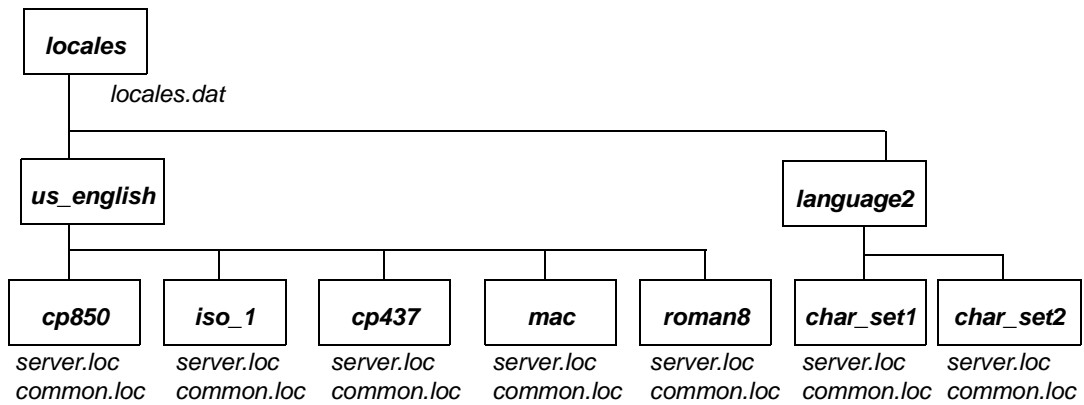 locales
locales.dat
us_english language2
cp850 iso_1 cp437 mac roman8 char_set1 char_set2
server.loc server.loc server.loc server.loc server.loc server.loc server.loc
common.loc common.loc common.loc common.loc common.loc common.loc common.loc